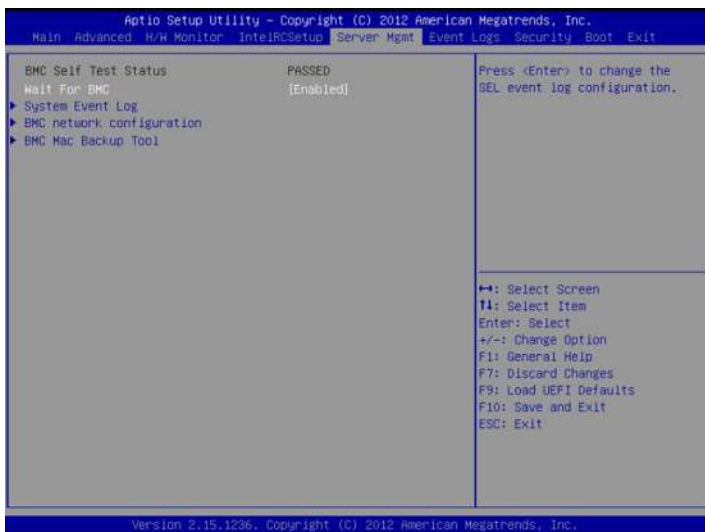 Aptio Setup Utility – Copyright (C) 2012 American Megatrends, Inc.
Main Advanced H/W Monitor IntelRCSetup Server Mgmt Event Logs Security Boot Exit
BMC Self Test Status PASSED
Wait For BMC [Enabled]
System Event Log
BMC network configuration
BMC Mac Backup Tool
Press <Enter> to change the
SEL event log configuration.
↔: Select Screen
↑↓: Select Item
Enter: Select
+/-: Change Option
F1: General Help
F7: Discard Changes
F9: Load UEFI Defaults
F10: Save and Exit
ESC: Exit
Version 2.15.1236. Copyright (C) 2012 American Megatrends, Inc.